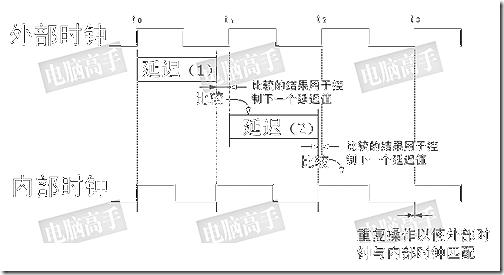 t0 t1 t2 t3
外部时钟
电脑高手
电脑高手
延迟（1）
比较的结果用于控
制下一个延迟值
比较
延迟（2）
比较的结果用于控
制下一个延迟值
比较
内部时钟
电脑高手
电脑高手
重复操作以使外部时
钟与内部时钟匹配